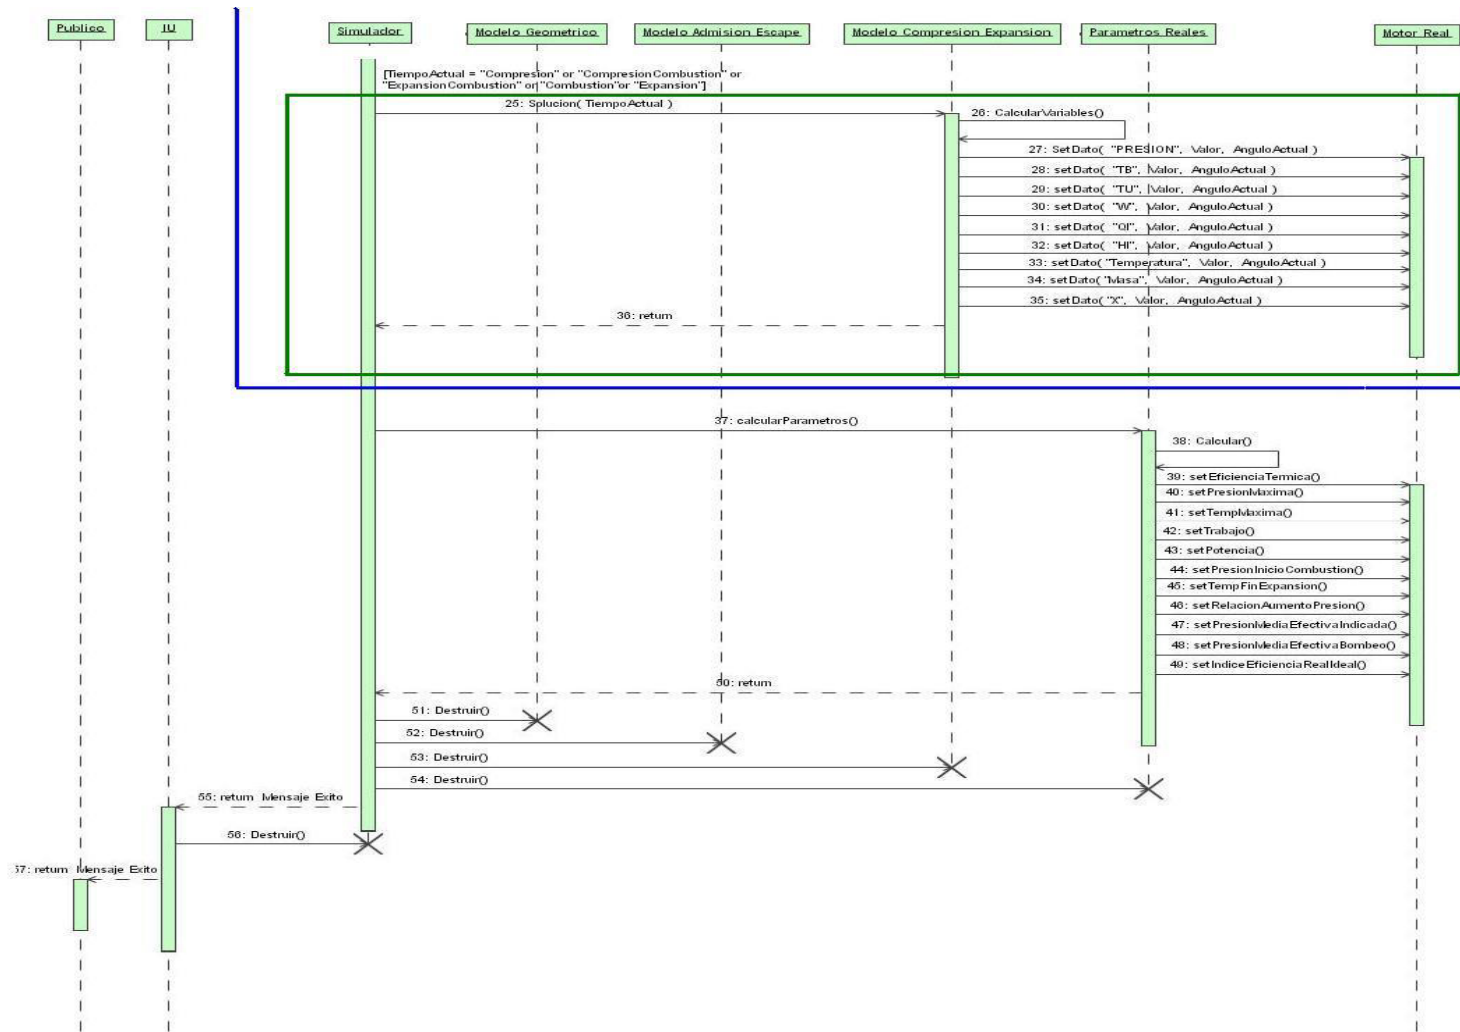 Publico
IU
Simulador
Modelo Geometrico
Modelo Admision Escape
Modelo Compresion Expansion
Parametros Reales
Motor Real
[TiempoActual = "Compresion" or "CompresionCombustion" or
"ExpansionCombustion" or "Combustion"or "Expansion"]
25: Solucion( TiempoActual )
26: CalcularVariables()
27: SetDato( "PRESION", Valor, AnguloActual )
28: setDato( "TB", Valor, AnguloActual )
29: setDato( "TU", Valor, AnguloActual )
30: setDato( "W", Valor, AnguloActual )
31: setDato( "QI", Valor, AnguloActual )
32: setDato( "HI", Valor, AnguloActual )
33: setDato( "Temperatura", Valor, AnguloActual )
34: setDato( "Masa", Valor, AnguloActual )
35: setDato( "X", Valor, AnguloActual )
36: return
37: calcularParametros()
38: Calcular()
39: setEficienciaTermica()
40: setPresionMaxima()
41: setTempMaxima()
42: setTrabajo()
43: setPotencia()
44: setPresionInicioCombustion()
45: setTempFinExpansion()
46: setRelacionAumentoPresion()
47: setPresionMediaEfectivaIndicada()
48: setPresionMediaEfectivaBombeo()
49: setIndiceEficienciaRealIdeal()
50: return
51: Destruir()
52: Destruir()
53: Destruir()
54: Destruir()
55: return Mensaje Exito
56: Destruir()
57: return Mensaje Exito